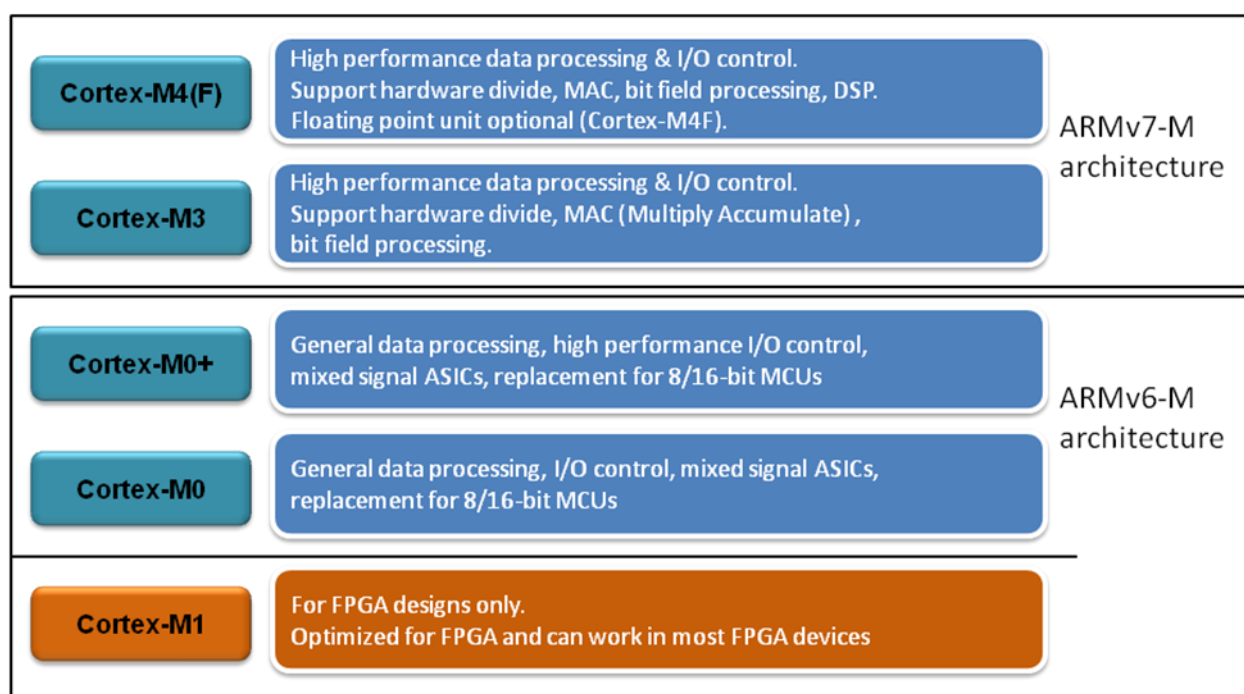 Cortex-M4(F)
High performance data processing & I/O control.
Support hardware divide, MAC, bit field processing, DSP.
Floating point unit optional (Cortex-M4F).
ARMv7-M
architecture
Cortex-M3
High performance data processing & I/O control.
Support hardware divide, MAC (Multiply Accumulate) ,
bit field processing.
Cortex-M0+
General data processing, high performance I/O control,
mixed signal ASICs, replacement for 8/16-bit MCUs
ARMv6-M
architecture
Cortex-M0
General data processing, I/O control, mixed signal ASICs,
replacement for 8/16-bit MCUs
Cortex-M1
For FPGA designs only.
Optimized for FPGA and can work in most FPGA devices